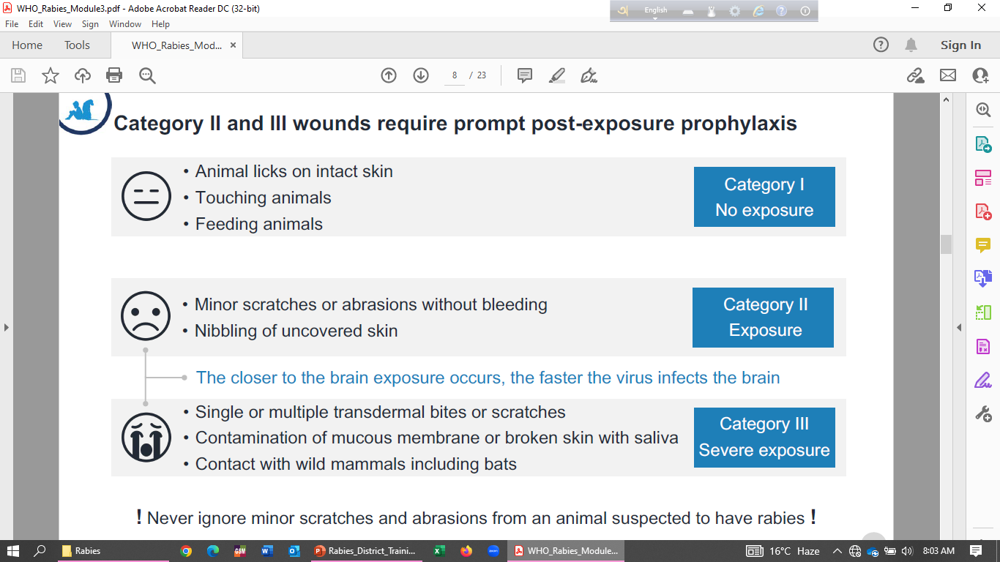 WHO_Rabies_Module3.pdf - Adobe Acrobat Reader DC (32-bit)
English
File Edit View Sign Window Help
Home Tools WHO_Rabies_Mod... × Sign In
8 / 23
Category II and III wounds require prompt post-exposure prophylaxis
• Animal licks on intact skin
• Touching animals
• Feeding animals
Category I
No exposure
• Minor scratches or abrasions without bleeding
• Nibbling of uncovered skin
Category II
Exposure
The closer to the brain exposure occurs, the faster the virus infects the brain
• Single or multiple transdermal bites or scratches
• Contamination of mucous membrane or broken skin with saliva
• Contact with wild mammals including bats
Category III
Severe exposure
! Never ignore minor scratches and abrasions from an animal suspected to have rabies !
Rabies GSM Rabies_District_Traini... WHO_Rabies_Module... 16°C Haze 8:03 AM